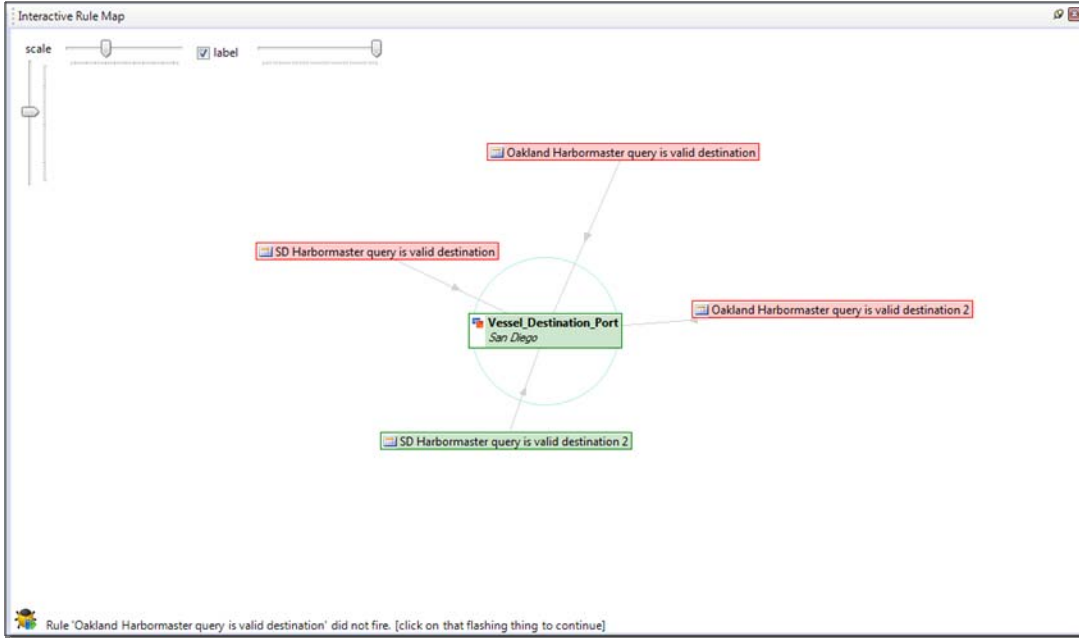 Interactive Rule Map
scale
label
Oakland Harbormaster query is valid destination
SD Harbormaster query is valid destination
Oakland Harbormaster query is valid destination 2
Vessel_Destination_Port
San Diego
SD Harbormaster query is valid destination 2
Rule 'Oakland Harbormaster query is valid destination' did not fire. [click on that flashing thing to continue]